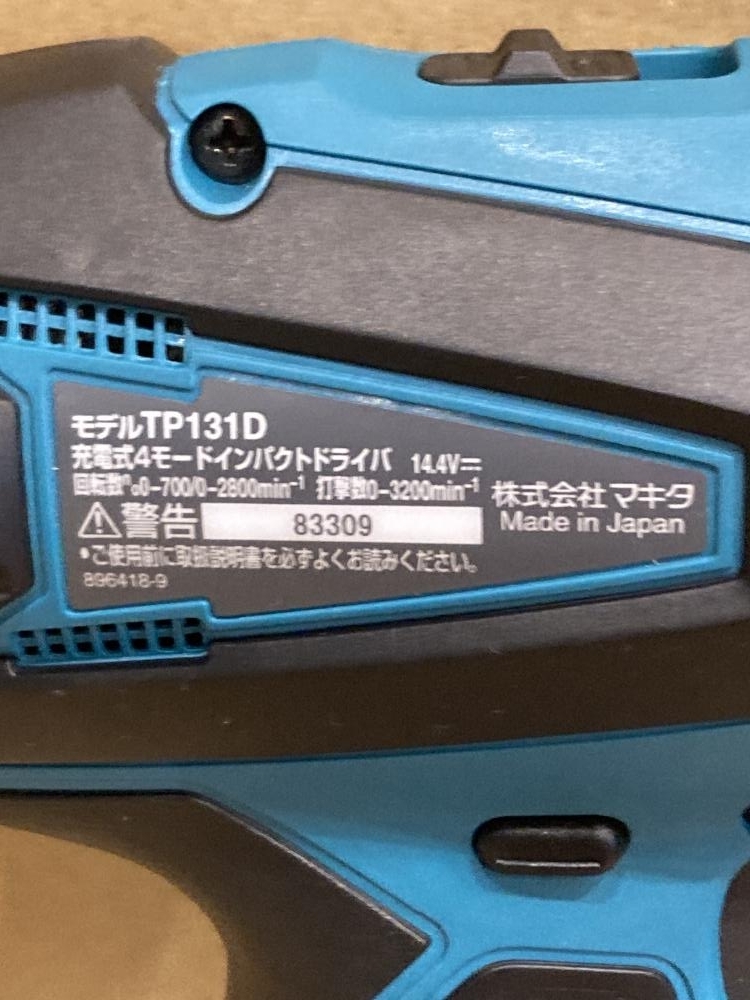 モデルTP131D
充電式4モードインパクトドライバ 14.4V⎓
回転数n₀0-700/0-2800min⁻¹ 打撃数0-3200min⁻¹
⚠警告 83309
•ご使用前に取扱説明書を必ずよくお読みください。
896418-9
株式会社マキタ
Made in Japan